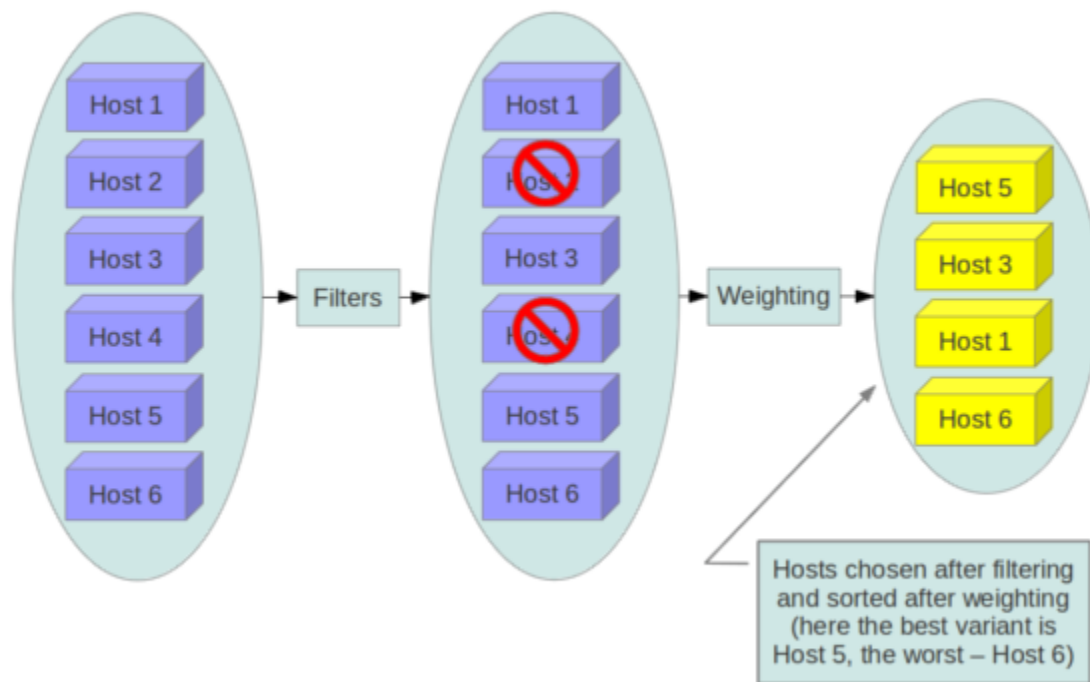 Host 1
Host 2
Host 3
Host 4
Host 5
Host 6
Filters
Host 1
Host 3
Host 5
Host 6
Weighting
Host 5
Host 3
Host 1
Host 6
Hosts chosen after filtering
and sorted after weighting
(here the best variant is
Host 5, the worst – Host 6)